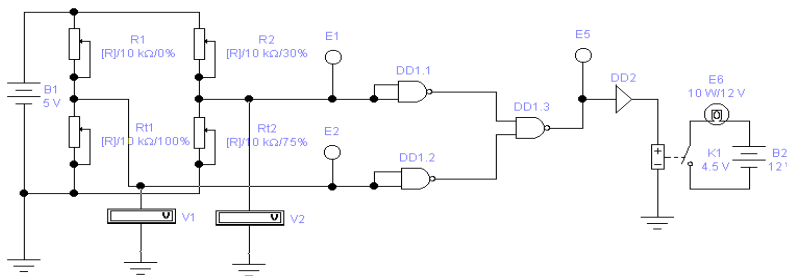 R1
[R]/10 kΩ/0%
R2
[R]/10 kΩ/30%
E1
E5
DD1.1
DD2
E6
10 W/12 V
B1
5 V
DD1.3
Rt1
[R]/10 kΩ/100%
Rt2
[R]/10 kΩ/75%
E2
DD1.2
K1
4.5 V
B2
12 V
V
V1
V
V2